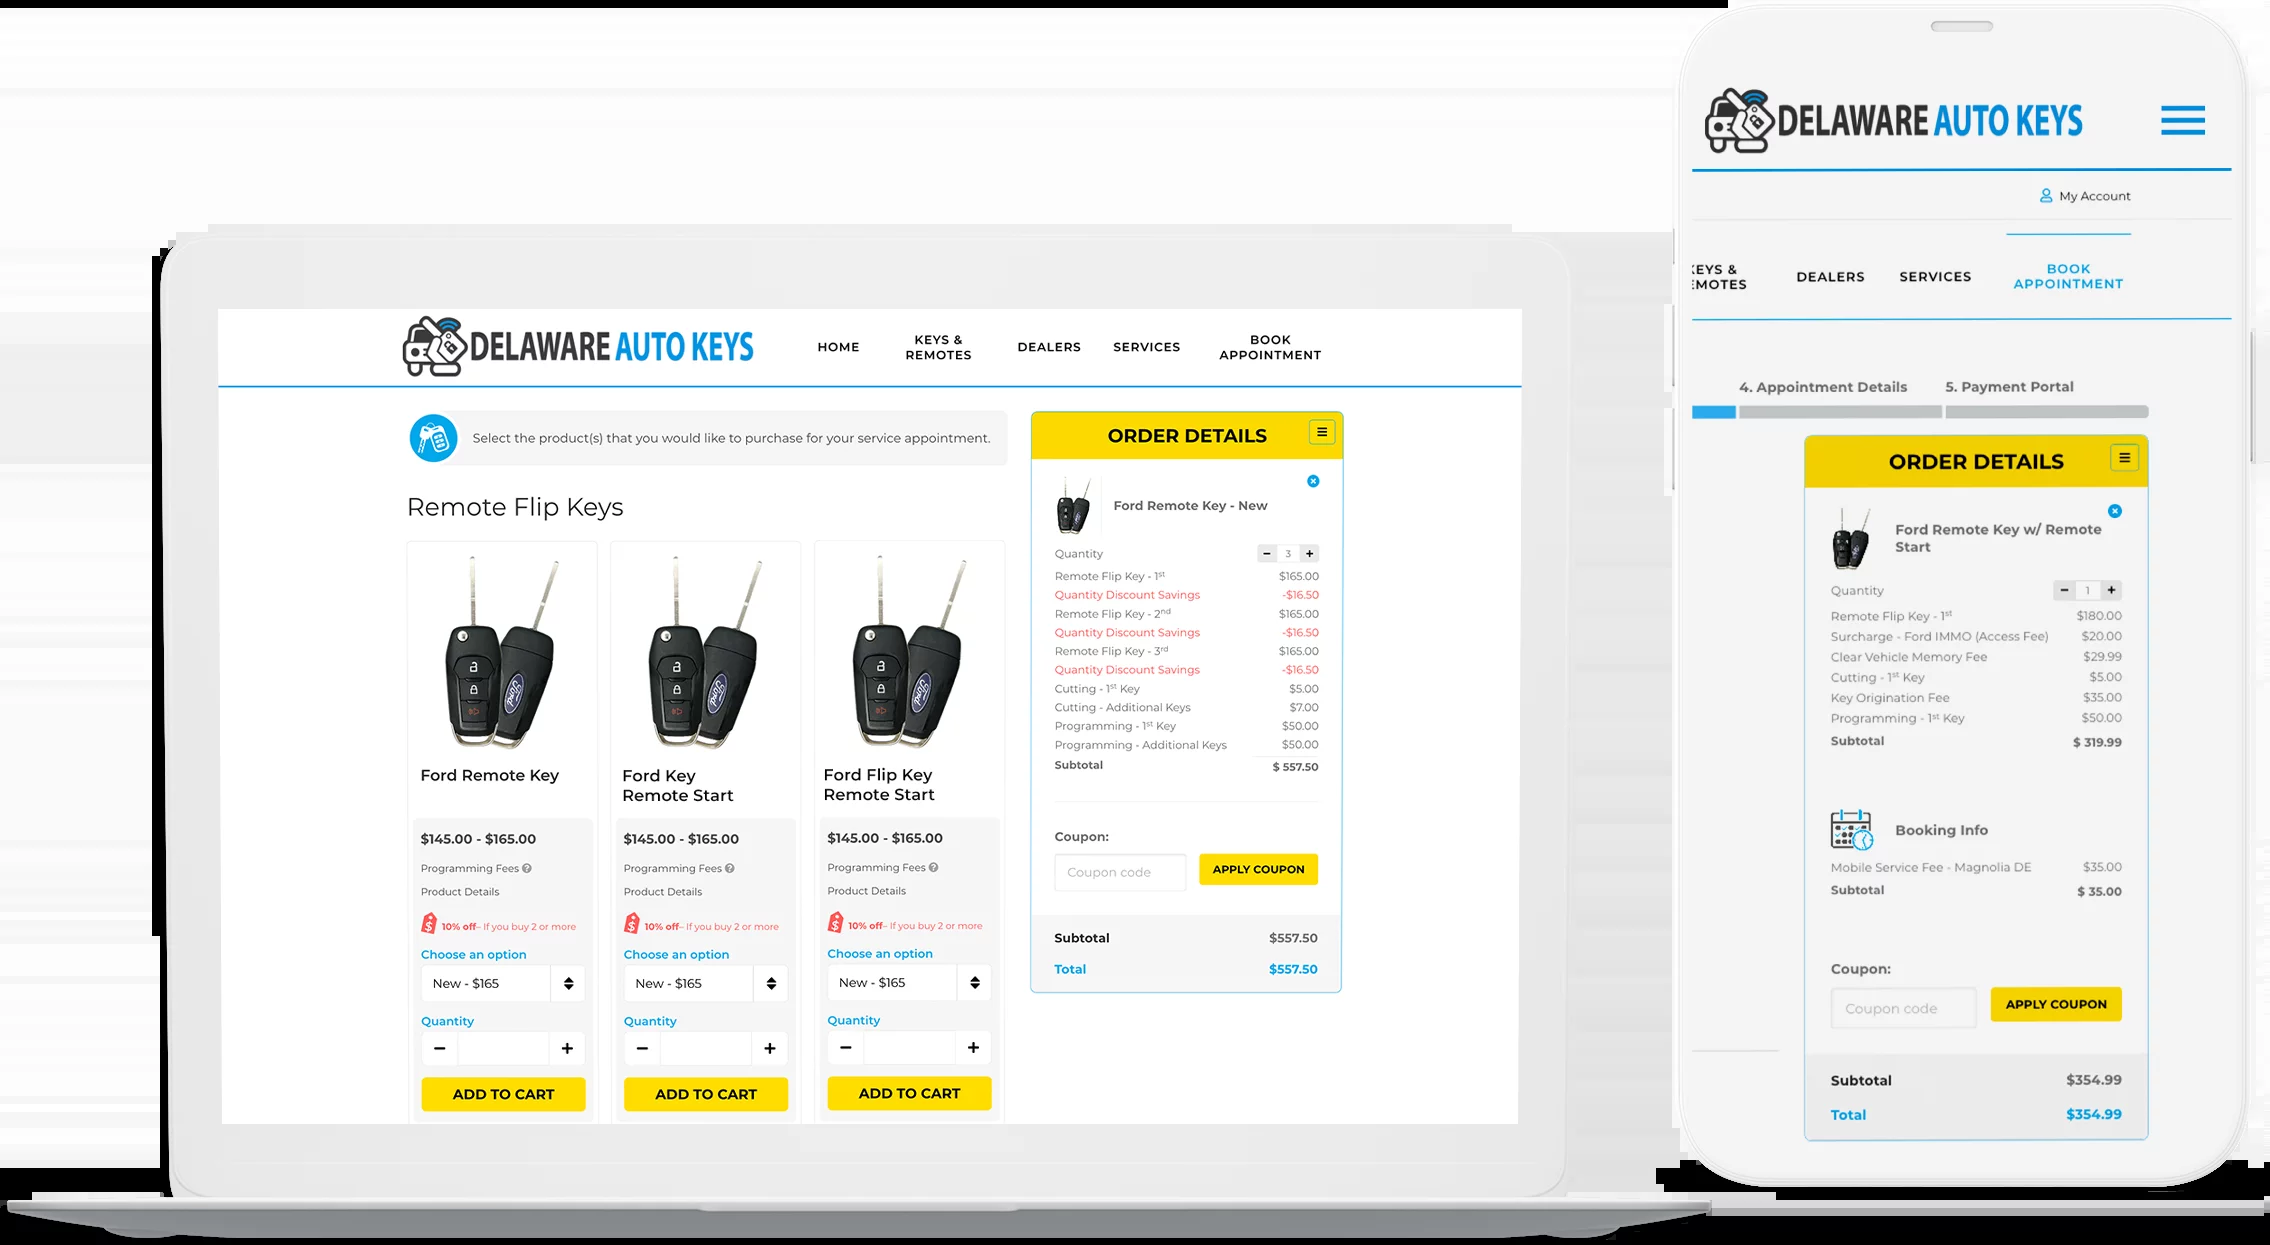 DELAWARE AUTO KEYS
HOME
KEYS &
REMOTES
DEALERS
SERVICES
BOOK
APPOINTMENT
Select the product(s) that you would like to purchase for your service appointment.
Remote Flip Keys
Ford
Ford Remote Key
$145.00 - $165.00
Programming Fees ?
Product Details
$ 10% off– If you buy 2 or more
Choose an option
New - $165
Quantity
− +
ADD TO CART
Ford
Ford Key
Remote Start
$145.00 - $165.00
Programming Fees ?
Product Details
$ 10% off– If you buy 2 or more
Choose an option
New - $165
Quantity
− +
ADD TO CART
Ford
Ford Flip Key
Remote Start
$145.00 - $165.00
Programming Fees ?
Product Details
$ 10% off– If you buy 2 or more
Choose an option
New - $165
Quantity
− +
ADD TO CART
ORDER DETAILS
Ford Remote Key - New
Quantity − 3 +
Remote Flip Key - 1st $165.00
Quantity Discount Savings -$16.50
Remote Flip Key - 2nd $165.00
Quantity Discount Savings -$16.50
Remote Flip Key - 3rd $165.00
Quantity Discount Savings -$16.50
Cutting - 1st Key $5.00
Cutting - Additional Keys $7.00
Programming - 1st Key $50.00
Programming - Additional Keys $50.00
Subtotal $ 557.50
Coupon:
Coupon code APPLY COUPON
Subtotal $557.50
Total $557.50
DELAWARE AUTO KEYS
My Account
KEYS &
EMOTES
DEALERS
SERVICES
BOOK
APPOINTMENT
4. Appointment Details 5. Payment Portal
ORDER DETAILS
Ford Remote Key w/ Remote
Start
Quantity − 1 +
Remote Flip Key - 1st $180.00
Surcharge - Ford IMMO (Access Fee) $20.00
Clear Vehicle Memory Fee $29.99
Cutting - 1st Key $5.00
Key Origination Fee $35.00
Programming - 1st Key $50.00
Subtotal $ 319.99
Booking Info
Mobile Service Fee - Magnolia DE $35.00
Subtotal $ 35.00
Coupon:
Coupon code APPLY COUPON
Subtotal $354.99
Total $354.99